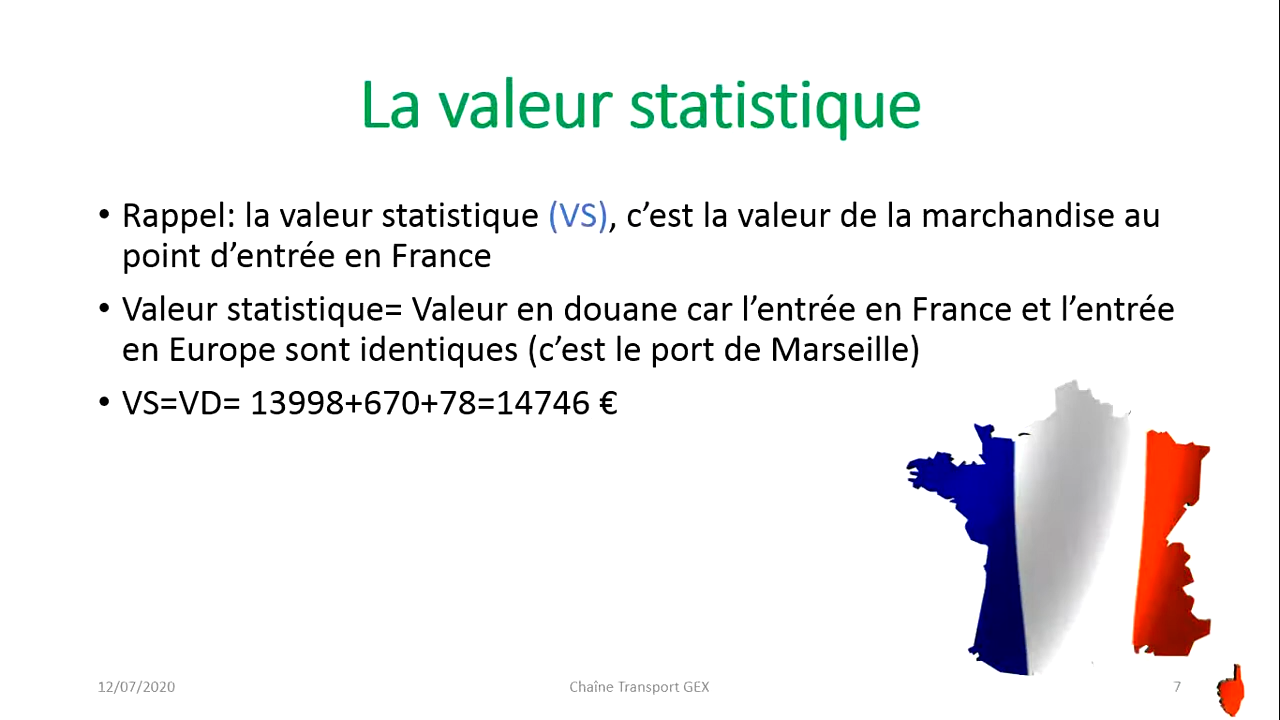 La valeur statistique
• Rappel: la valeur statistique (VS), c’est la valeur de la marchandise au
point d’entrée en France
• Valeur statistique= Valeur en douane car l’entrée en France et l’entrée
en Europe sont identiques (c’est le port de Marseille)
• VS=VD= 13998+670+78=14746 €
12/07/2020
Chaîne Transport GEX
7